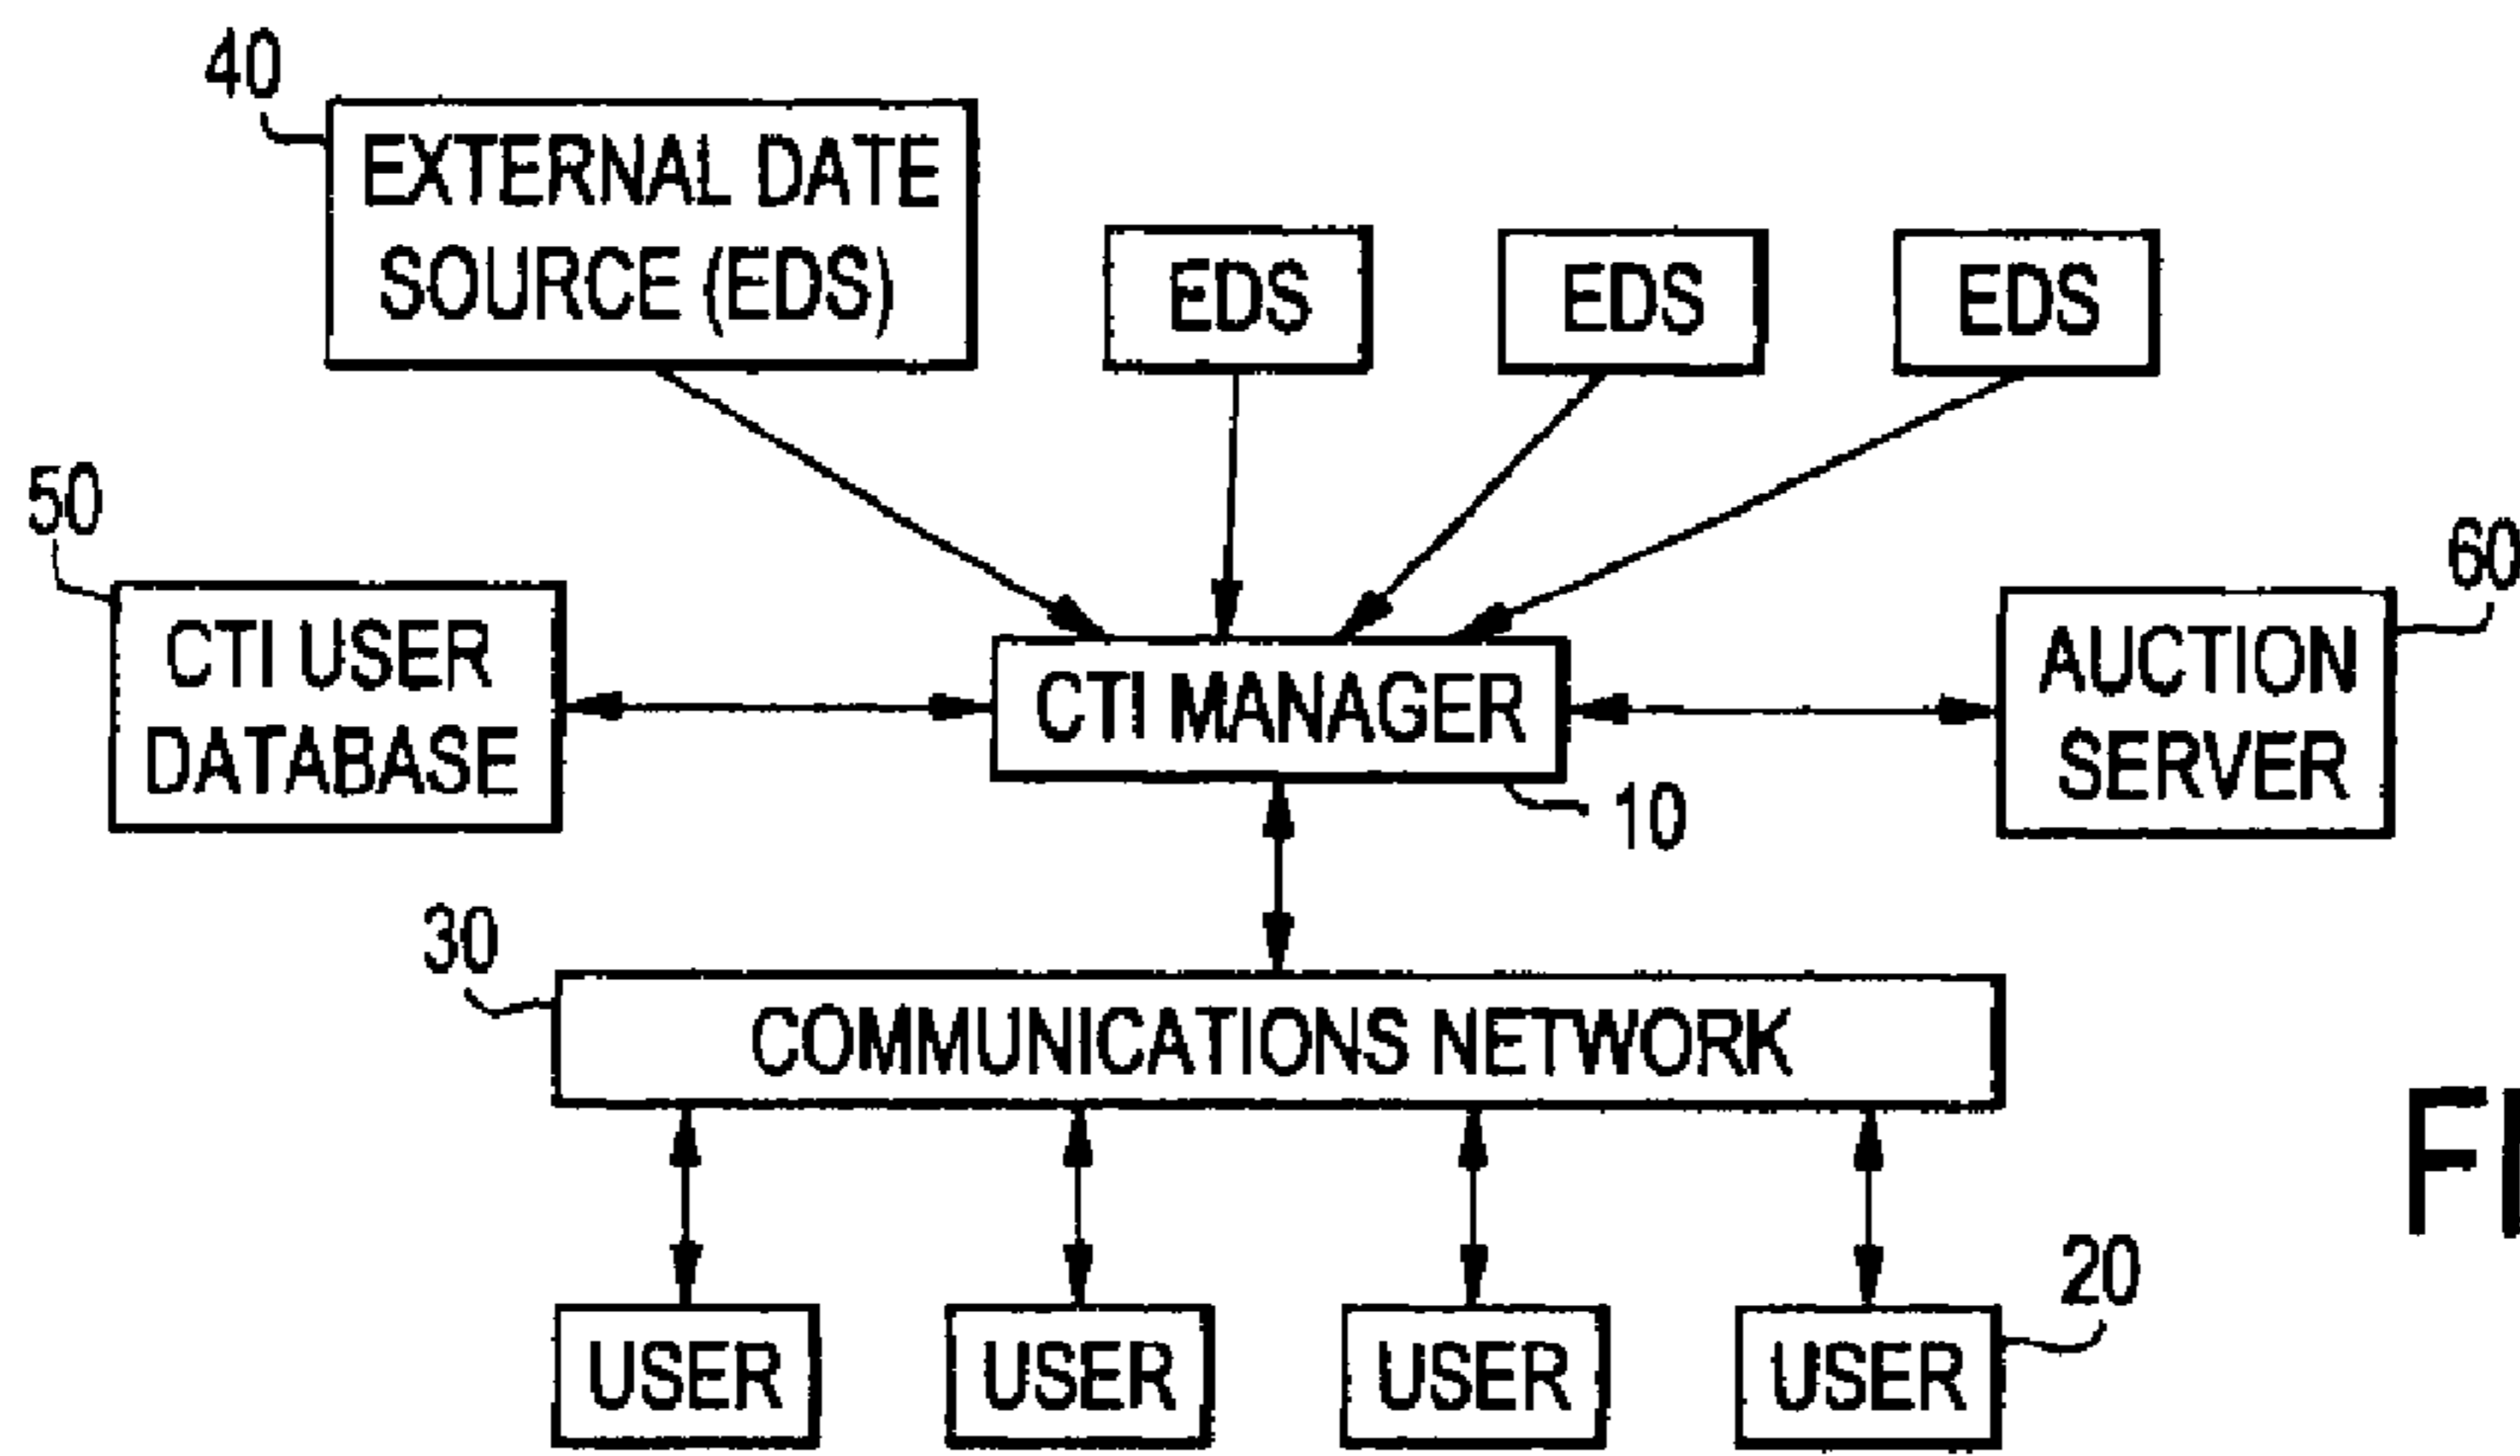 40
EXTERNAL DATE
SOURCE (EDS)
EDS
EDS
EDS
50
CTI USER
DATABASE
CTI MANAGER
10
60
AUCTION
SERVER
30
COMMUNICATIONS NETWORK
USER
USER
USER
USER
20